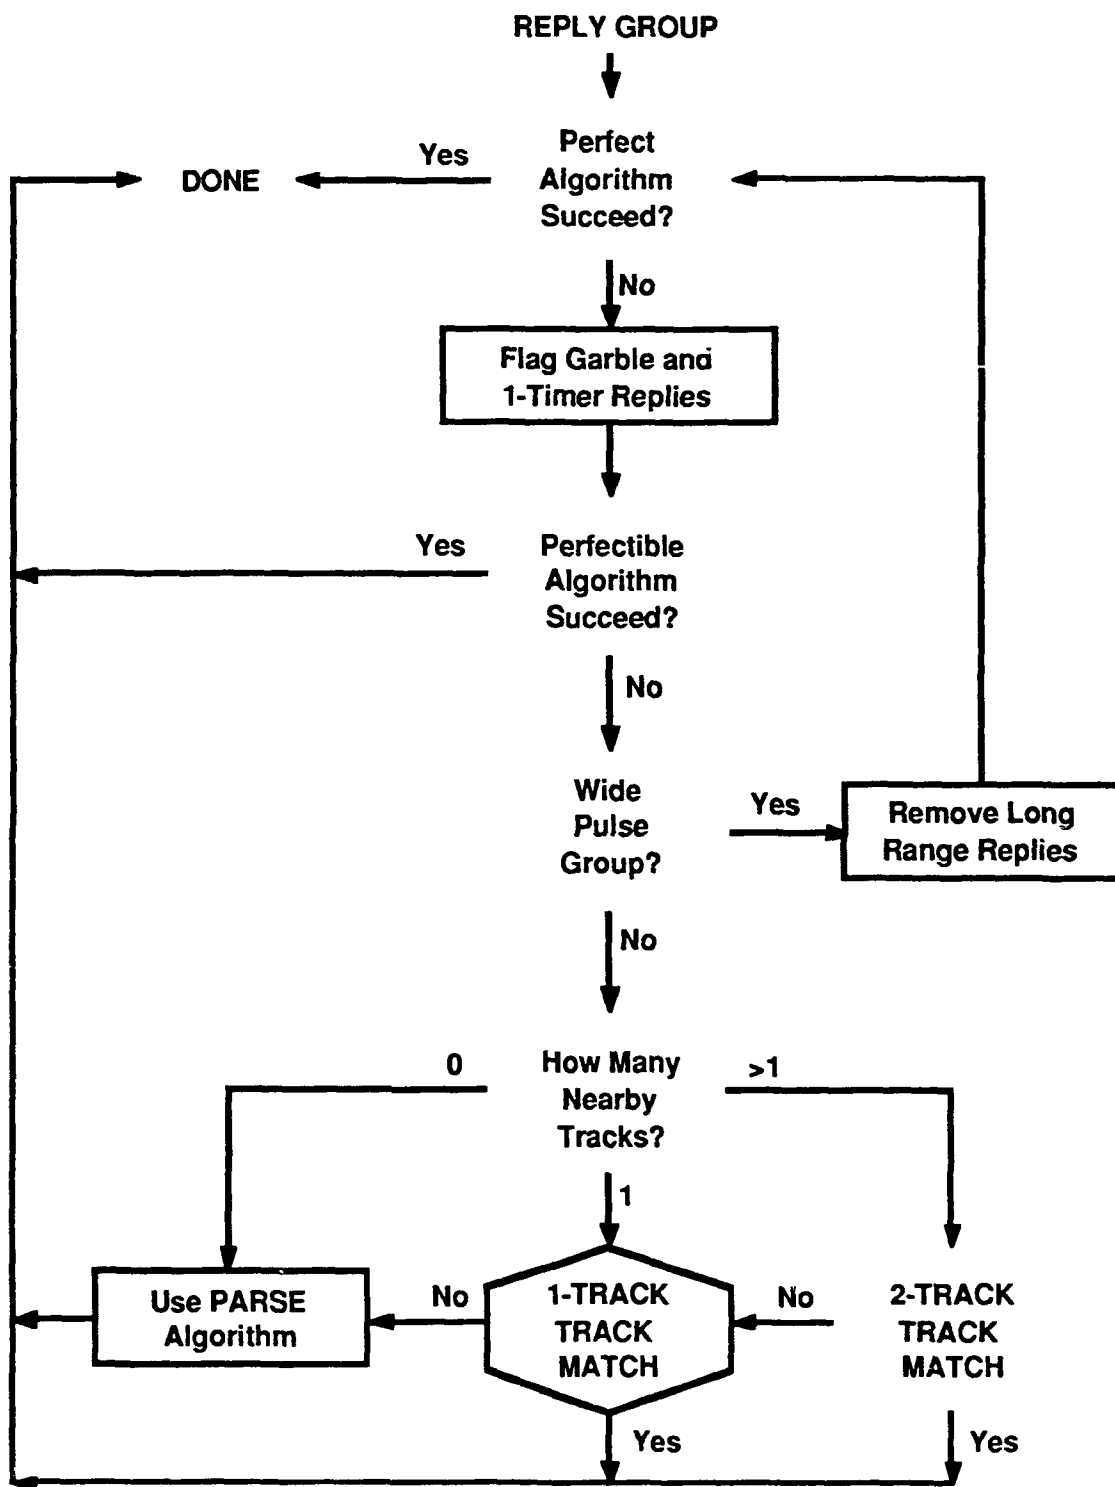 REPLY GROUP
Perfect
Algorithm
Succeed?
Yes
DONE
No
Flag Garble and
1-Timer Replies
Perfectible
Algorithm
Succeed?
Yes
No
Wide
Pulse
Group?
Yes
Remove Long
Range Replies
No
How Many
Nearby
Tracks?
0
>1
1
Use PARSE
Algorithm
No
1-TRACK
TRACK
MATCH
No
2-TRACK
TRACK
MATCH
Yes
Yes